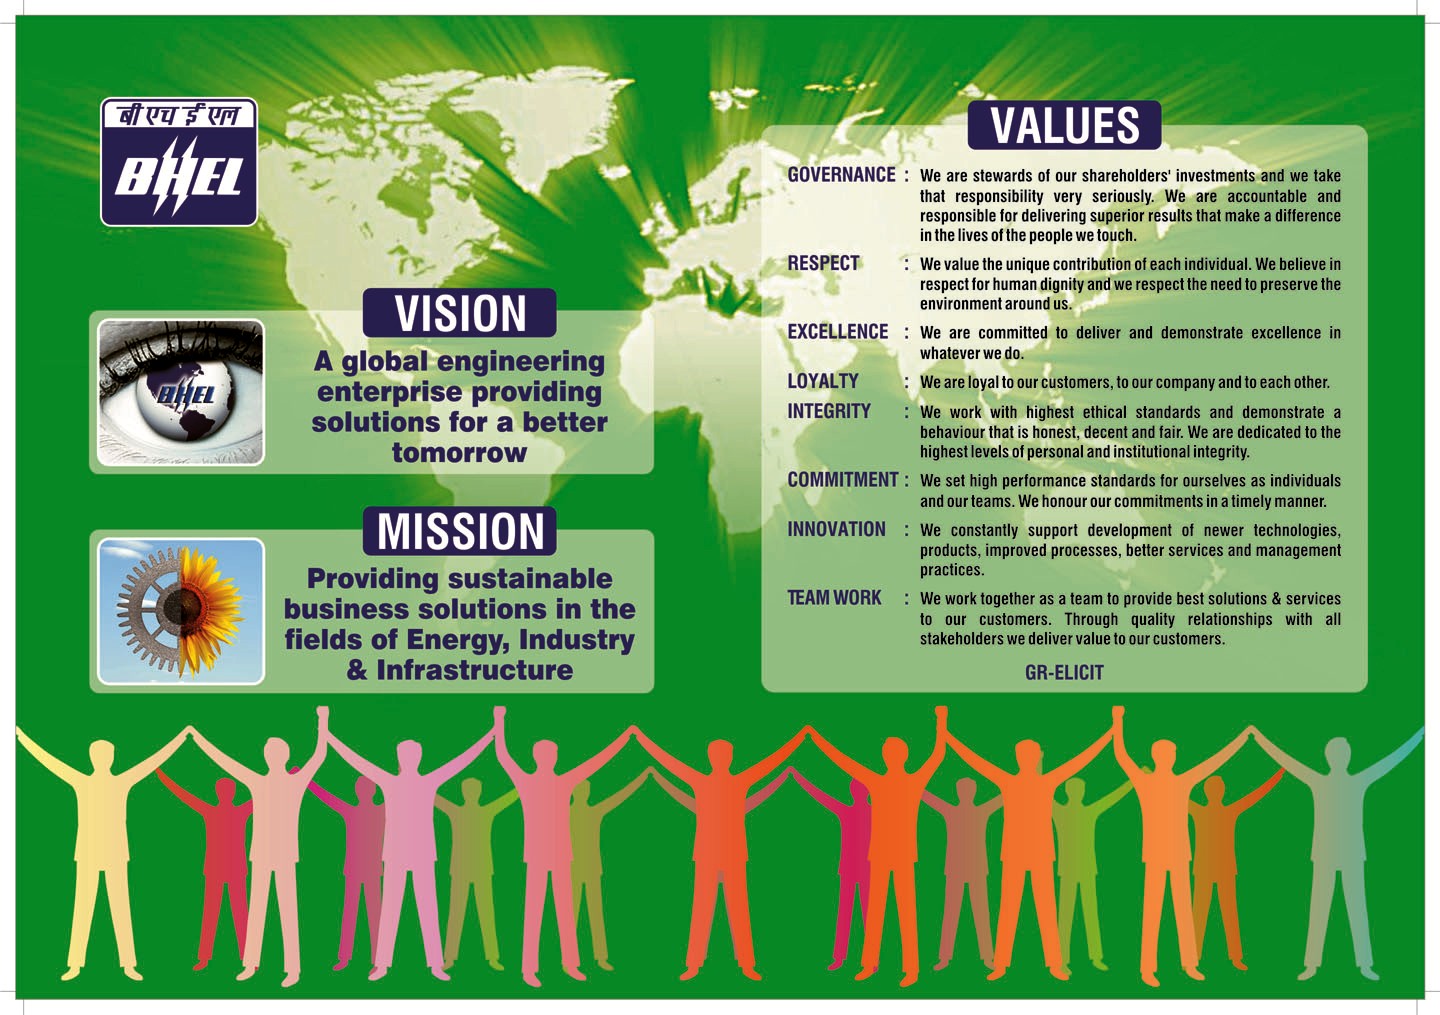 बी एच ई एल
BHEL
VISION
BHEL
A global engineering
enterprise providing
solutions for a better
tomorrow
MISSION
Providing sustainable
business solutions in the
fields of Energy, Industry
& Infrastructure
VALUES
GOVERNANCE : We are stewards of our shareholders' investments and we take
that responsibility very seriously. We are accountable and
responsible for delivering superior results that make a difference
in the lives of the people we touch.
RESPECT : We value the unique contribution of each individual. We believe in
respect for human dignity and we respect the need to preserve the
environment around us.
EXCELLENCE : We are committed to deliver and demonstrate excellence in
whatever we do.
LOYALTY : We are loyal to our customers, to our company and to each other.
INTEGRITY : We work with highest ethical standards and demonstrate a
behaviour that is honest, decent and fair. We are dedicated to the
highest levels of personal and institutional integrity.
COMMITMENT : We set high performance standards for ourselves as individuals
and our teams. We honour our commitments in a timely manner.
INNOVATION : We constantly support development of newer technologies,
products, improved processes, better services and management
practices.
TEAM WORK : We work together as a team to provide best solutions & services
to our customers. Through quality relationships with all
stakeholders we deliver value to our customers.
GR-ELICIT